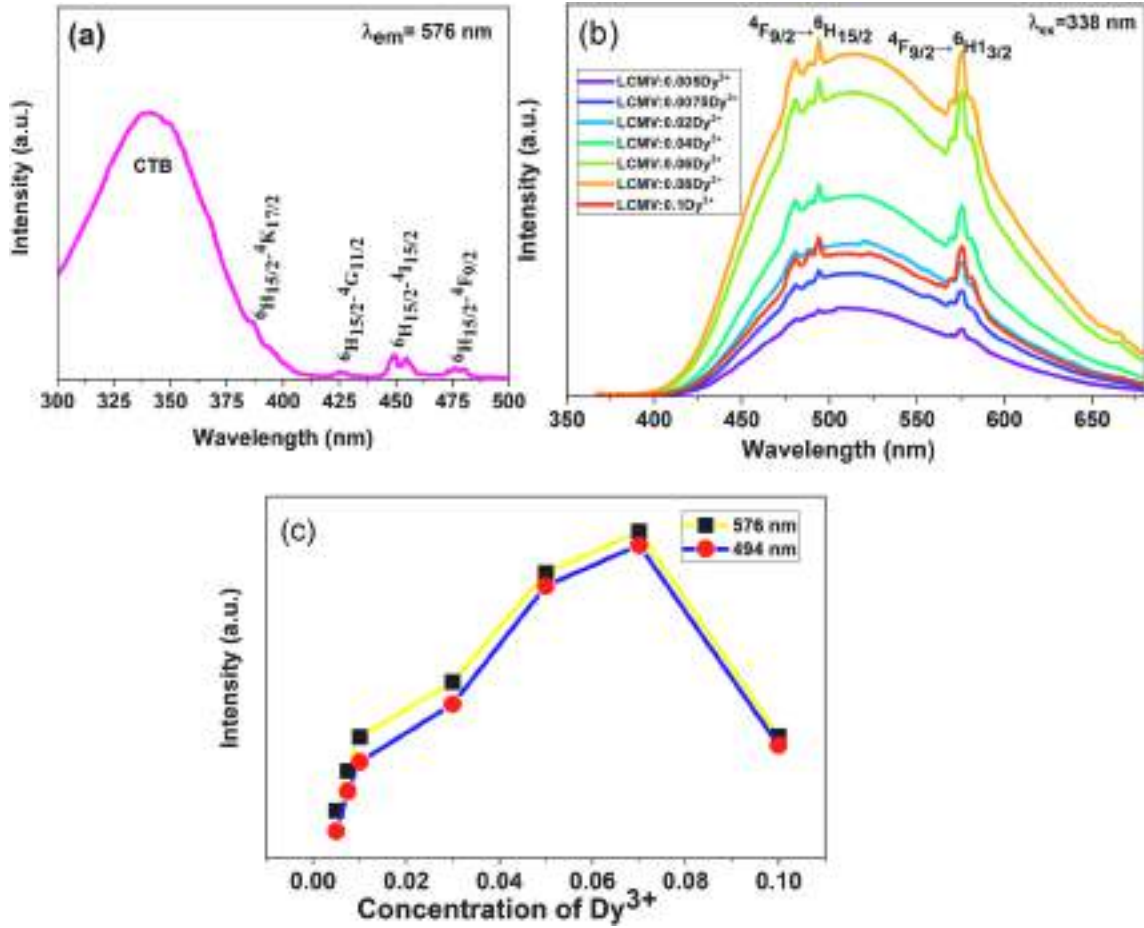 (a)
λem= 576 nm
CTB
⁶H₁₅/₂-⁴K₁₇/₂
⁶H₁₅/₂-⁴G₁₁/₂
⁶H₁₅/₂-⁴I₁₅/₂
⁶H₁₅/₂-⁴F₉/₂
Intensity (a.u.)
300 325 350 375 400 425 450 475 500
Wavelength (nm)
(b)
⁴F₉/₂→⁶H₁₅/₂
⁴F₉/₂→⁶H1₃/₂
λex=338 nm
LCMV:0.005Dy³⁺
LCMV:0.0075Dy³⁺
LCMV:0.02Dy³⁺
LCMV:0.04Dy³⁺
LCMV:0.06Dy³⁺
LCMV:0.08Dy³⁺
LCMV:0.1Dy³⁺
Intensity (a.u.)
350 400 450 500 550 600 650
Wavelength (nm)
(c)
576 nm
494 nm
Intensity (a.u.)
0.00 0.02 0.04 0.06 0.08 0.10
Concentration of Dy³⁺